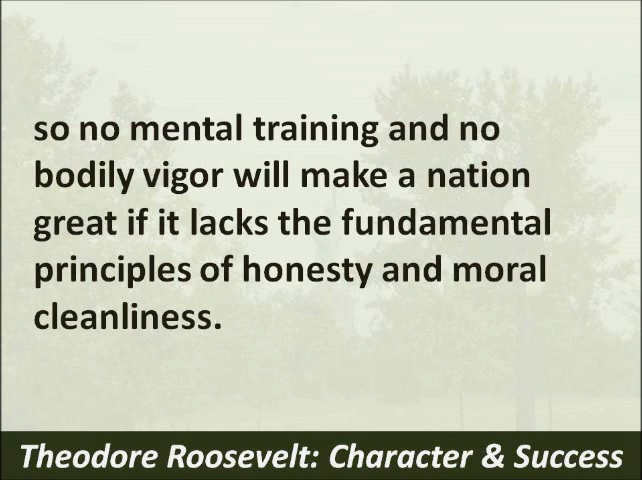 so no mental training and no
bodily vigor will make a nation
great if it lacks the fundamental
principles of honesty and moral
cleanliness.
Theodore Roosevelt: Character & Success